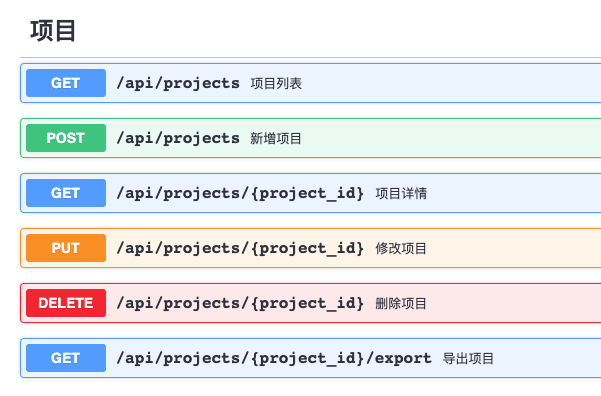 项目
GET /api/projects 项目列表
POST /api/projects 新增项目
GET /api/projects/{project_id} 项目详情
PUT /api/projects/{project_id} 修改项目
DELETE /api/projects/{project_id} 删除项目
GET /api/projects/{project_id}/export 导出项目